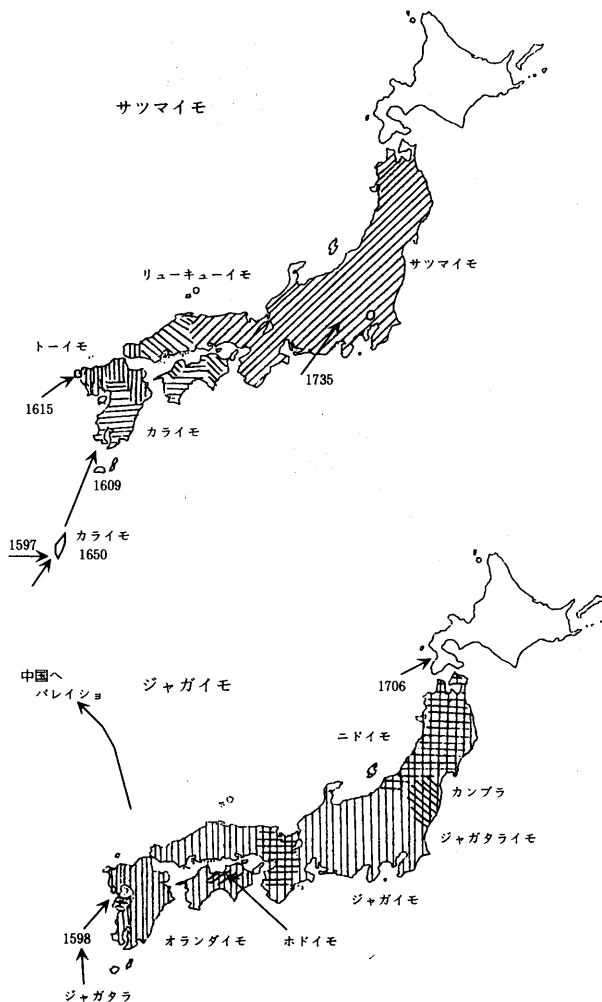 サツマイモ
リューキューイモ
サツマイモ
トーイモ
1735
1615
カライモ
1609
1597
カライモ
1650
中国へ
バレイショ
ジャガイモ
1706
ニドイモ
カンプラ
ジャガタライモ
ジャガイモ
1598
オランダイモ
ホドイモ
ジャガタラ